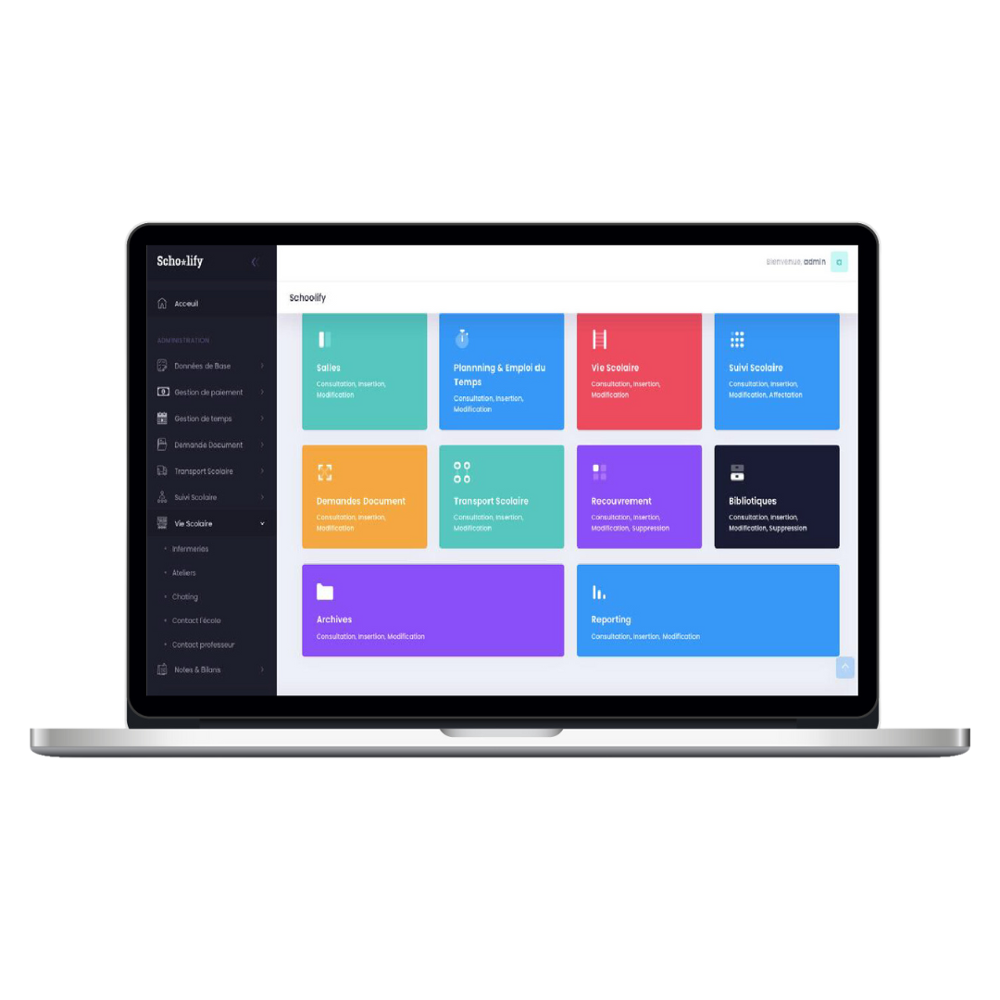 Scho★lify
Acceuil
ADMINISTRATION
Données de Base
Gestion de paiement
Gestion de temps
Demande Document
Transport Scolaire
Suivi Scolaire
Vie Scolaire
Infermeries
Ateliers
Chating
Contact l'école
Contact professeur
Notes & Bilans
Bienvenue, admin
a
Schoolify
Salles
Consultation, Insertion,
Modification
Plannning & Emploi du
Temps
Consultation, Insertion,
Modification
Vie Scolaire
Consultation, Insertion,
Modification
Suivi Scolaire
Consultation, Insertion,
Modification, Affectation
Demandes Document
Consultation, Insertion,
Modification
Transport Scolaire
Consultation, Insertion,
Modification
Recouvrement
Consultation, Insertion,
Modification, Suppression
Bibliotiques
Consultation, Insertion,
Modification, Suppression
Archives
Consultation, Insertion, Modification
Reporting
Consultation, Insertion, Modification